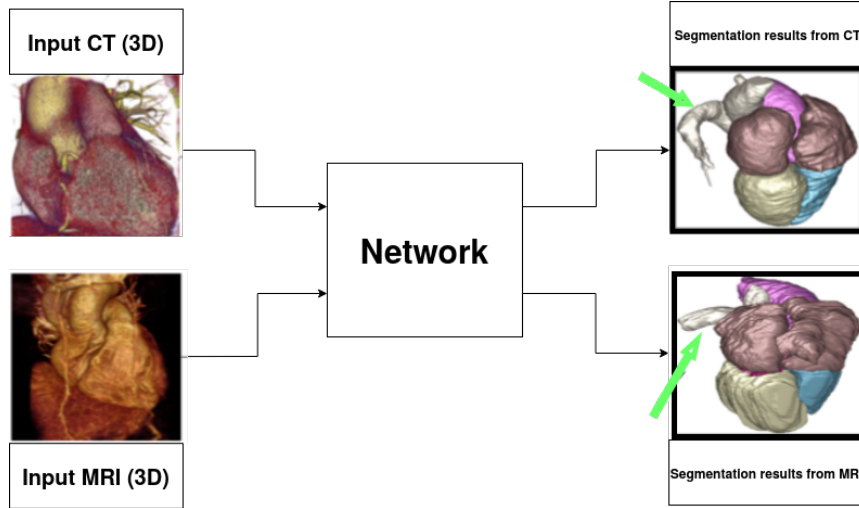 Input CT (3D)
Segmentation results from CT
Network
Input MRI (3D)
Segmentation results from MR